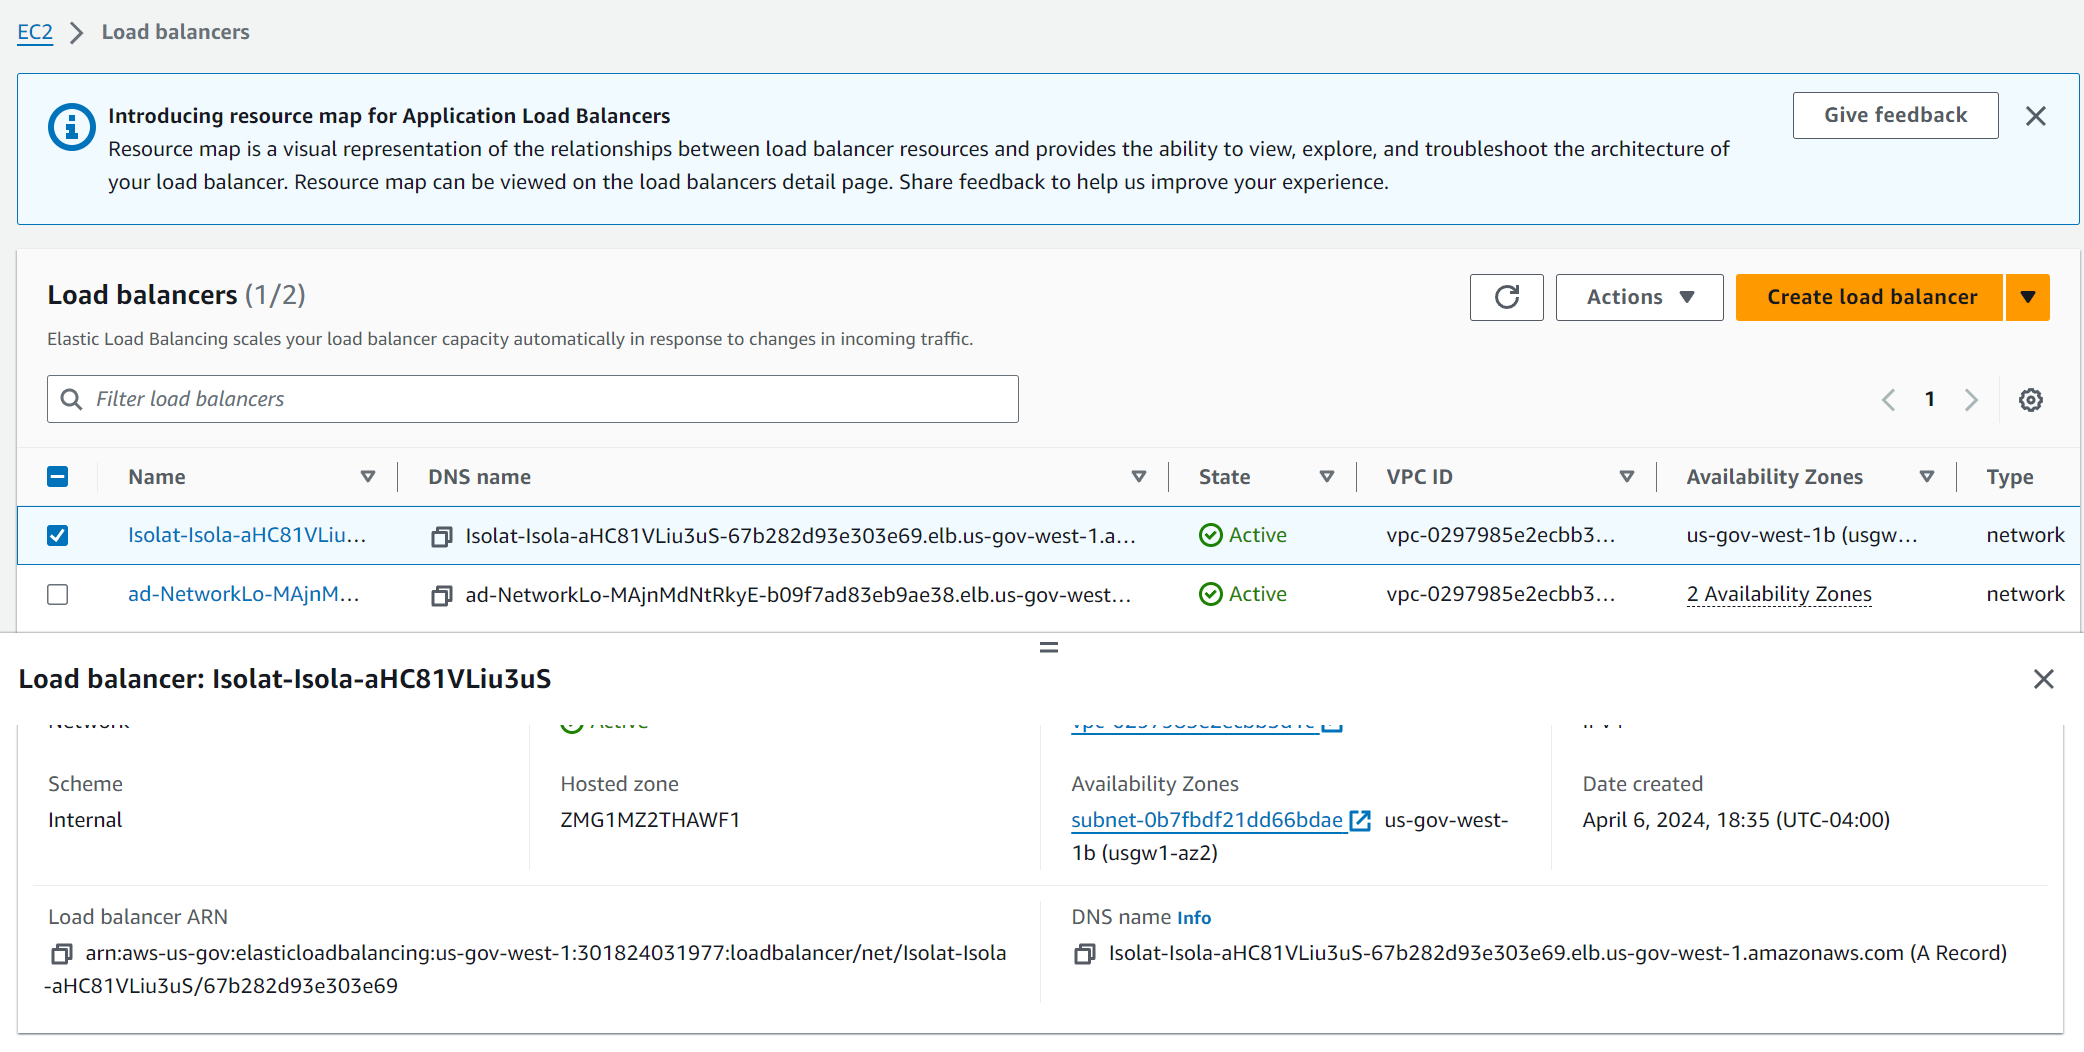 EC2 > Load balancers
Introducing resource map for Application Load Balancers
Give feedback
Resource map is a visual representation of the relationships between load balancer resources and provides the ability to view, explore, and troubleshoot the architecture of
your load balancer. Resource map can be viewed on the load balancers detail page. Share feedback to help us improve your experience.
Load balancers (1/2)
Actions
Create load balancer
Elastic Load Balancing scales your load balancer capacity automatically in response to changes in incoming traffic.
Filter load balancers
1
Name DNS name State VPC ID Availability Zones Type
Isolat-Isola-aHC81VLiu... Isolat-Isola-aHC81VLiu3uS-67b282d93e303e69.elb.us-gov-west-1.a... Active vpc-0297985e2ecbb3... us-gov-west-1b (usgw... network
ad-NetworkLo-MAjnM... ad-NetworkLo-MAjnMdNtRkyE-b09f7ad83eb9ae38.elb.us-gov-west... Active vpc-0297985e2ecbb3... 2 Availability Zones network
Load balancer: Isolat-Isola-aHC81VLiu3uS
Network Active
Scheme Hosted zone Availability Zones Date created
Internal ZMG1MZ2THAWF1 subnet-0b7fbdf21dd66bdae us-gov-west- April 6, 2024, 18:35 (UTC-04:00)
1b (usgw1-az2)
Load balancer ARN DNS name Info
arn:aws-us-gov:elasticloadbalancing:us-gov-west-1:301824031977:loadbalancer/net/Isolat-Isola Isolat-Isola-aHC81VLiu3uS-67b282d93e303e69.elb.us-gov-west-1.amazonaws.com (A Record)
-aHC81VLiu3uS/67b282d93e303e69